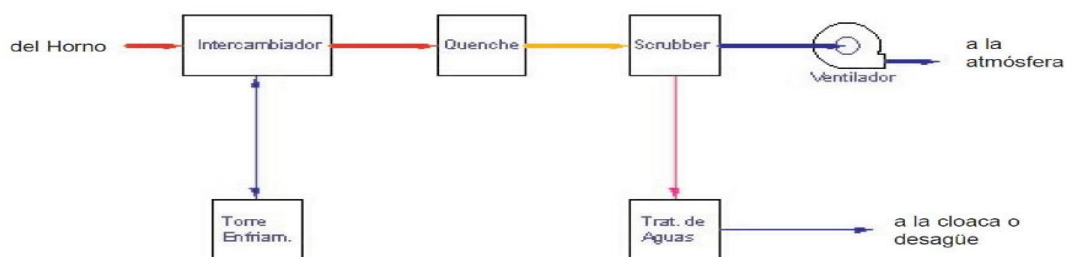 del Horno
Intercambiador
Quenche
Scrubber
Ventilador
a la
atmósfera
Torre
Enfriam.
Trat. de
Aguas
a la cloaca o
desagüe